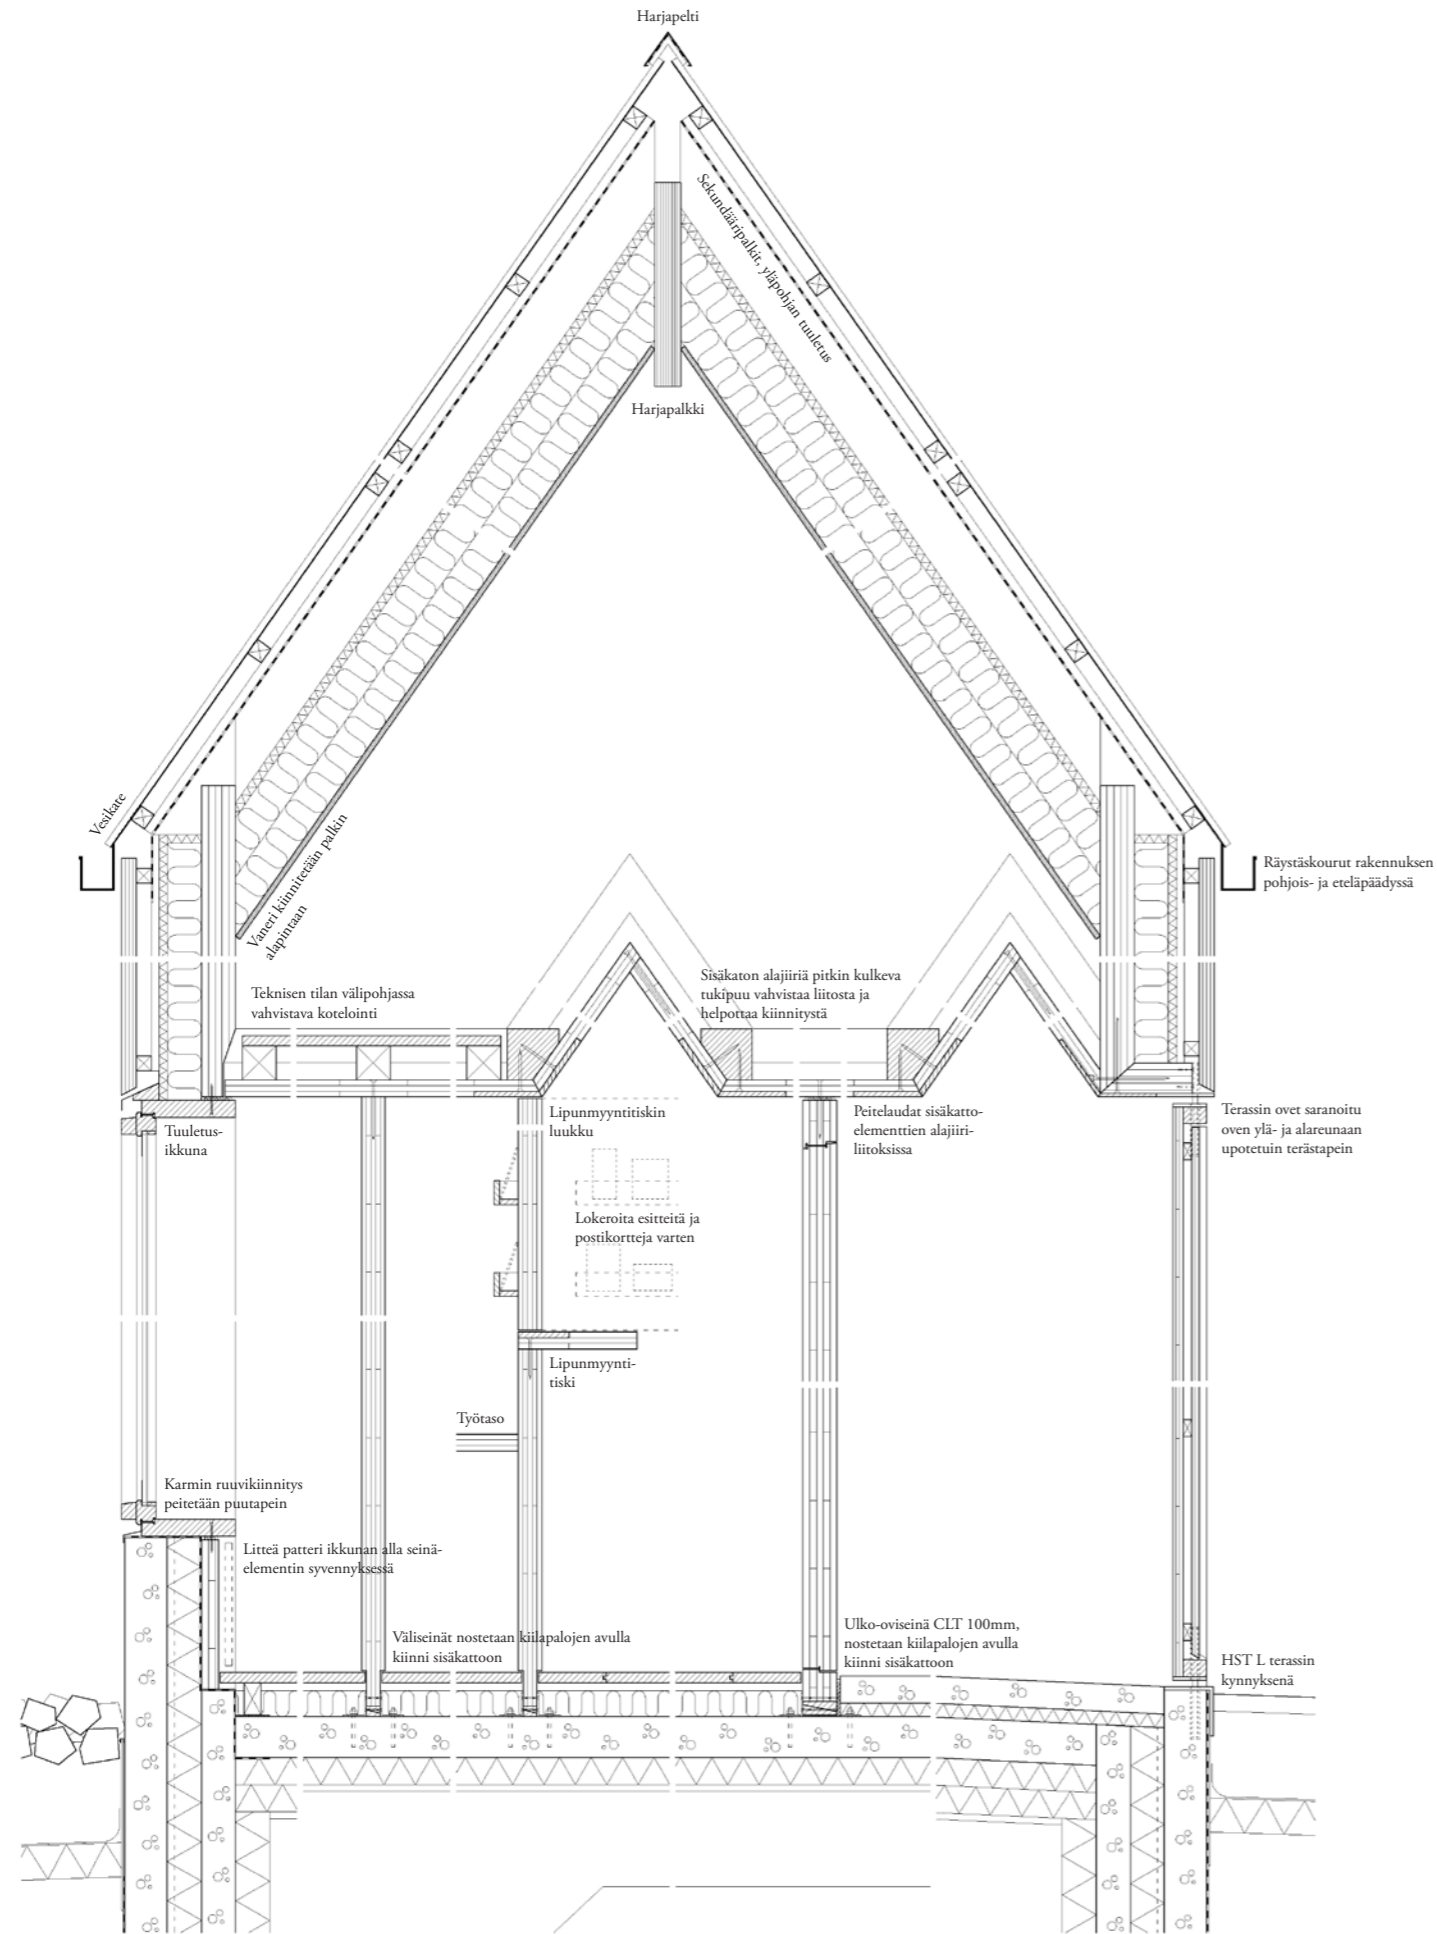 Harjapelti
Sekundääripalkit, yläpohjan tuuletus
Harjapalkki
Vesikate
Vaneri kiinnitetään palkin
alapintaan
Räystäskourut rakennuksen
pohjois- ja eteläpäädyssä
Teknisen tilan välipohjassa
vahvistava kotelointi
Sisäkaton alajiiriä pitkin kulkeva
tukipuu vahvistaa liitosta ja
helpottaa kiinnitystä
Tuuletus-
ikkuna
Lipunmyyntitiskin
luukku
Peitelaudat sisäkatto-
elementtien alajiiri-
liitoksissa
Terassin ovet saranoitu
oven ylä- ja alareunaan
upotetuin terästapein
Lokeroita esitteitä ja
postikortteja varten
Lipunmyynti-
tiski
Työtaso
Karmin ruuvikiinnitys
peitetään puutapein
Litteä patteri ikkunan alla seinä-
elementin syvennyksessä
Väliseinät nostetaan kiilapalojen avulla
kiinni sisäkattoon
Ulko-oviseinä CLT 100mm,
nostetaan kiilapalojen avulla
kiinni sisäkattoon
HST L terassin
kynnyksenä